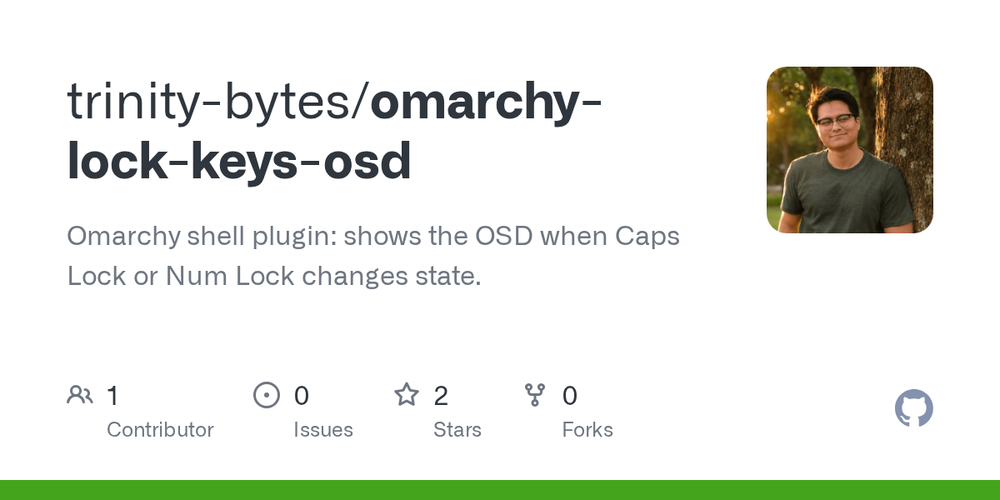 trinity-bytes/omarchy-
lock-keys-osd
Omarchy shell plugin: shows the OSD when Caps
Lock or Num Lock changes state.
1
Contributor
0
Issues
2
Stars
0
Forks